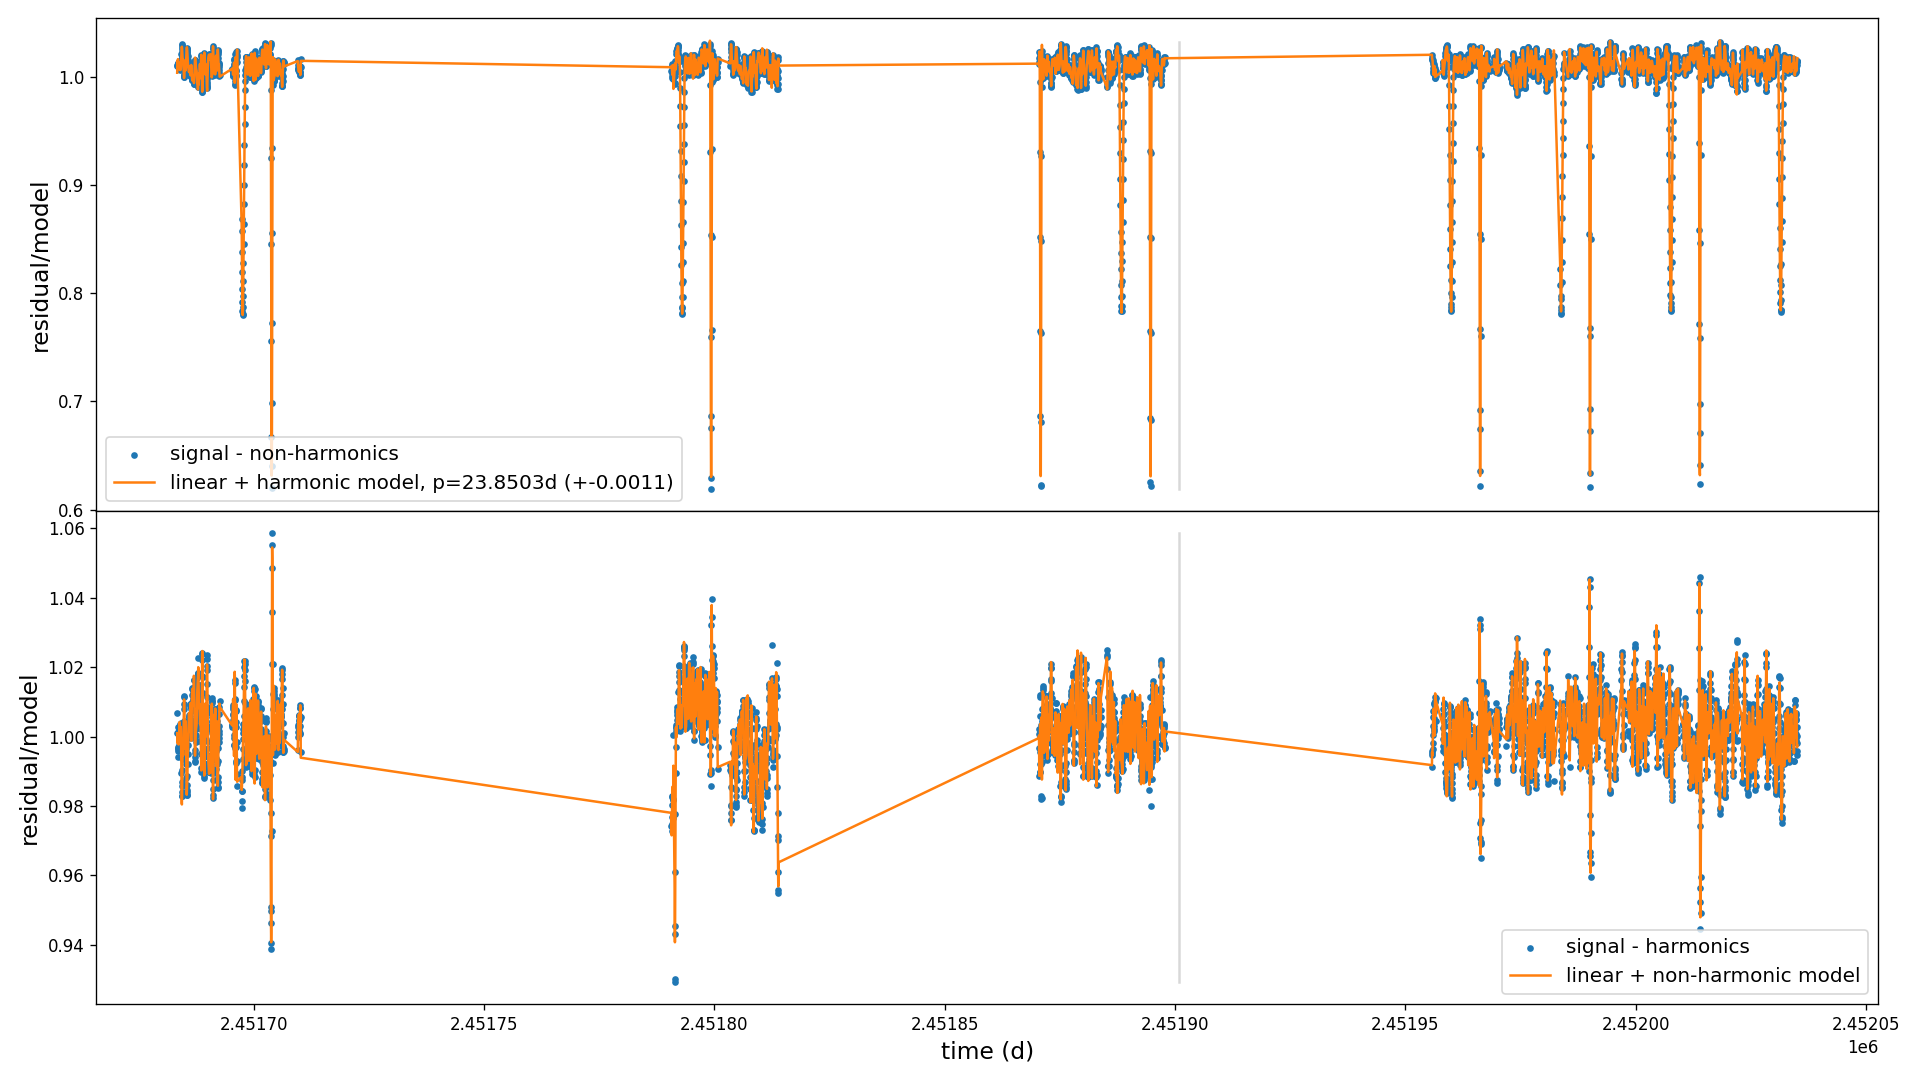 1.0
0.9
0.8
0.7
0.6
residual/model
signal - non-harmonics
linear + harmonic model, p=23.8503d (+-0.0011)
1.06
1.04
1.02
1.00
0.98
0.96
0.94
residual/model
signal - harmonics
linear + non-harmonic model
2.45170
2.45175
2.45180
2.45185
2.45190
2.45195
2.45200
2.45205
time (d)
1e6